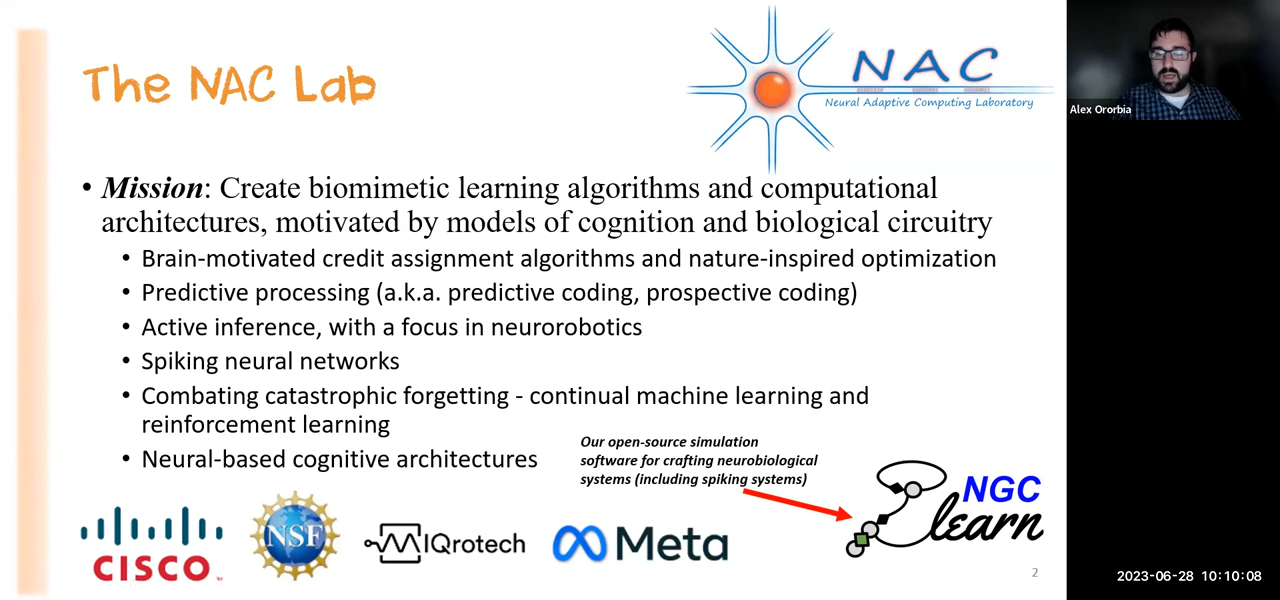 The NAC Lab
NAC
Neural Adaptive Computing Laboratory
Alex Ororbia
• Mission: Create biomimetic learning algorithms and computational
architectures, motivated by models of cognition and biological circuitry
• Brain-motivated credit assignment algorithms and nature-inspired optimization
• Predictive processing (a.k.a. predictive coding, prospective coding)
• Active inference, with a focus in neurorobotics
• Spiking neural networks
• Combating catastrophic forgetting - continual machine learning and
reinforcement learning
• Neural-based cognitive architectures
Our open-source simulation
software for crafting neurobiological
systems (including spiking systems)
NGC
learn
CISCO
NSF
IQrotech
Meta
2
2023-06-28 10:10:08